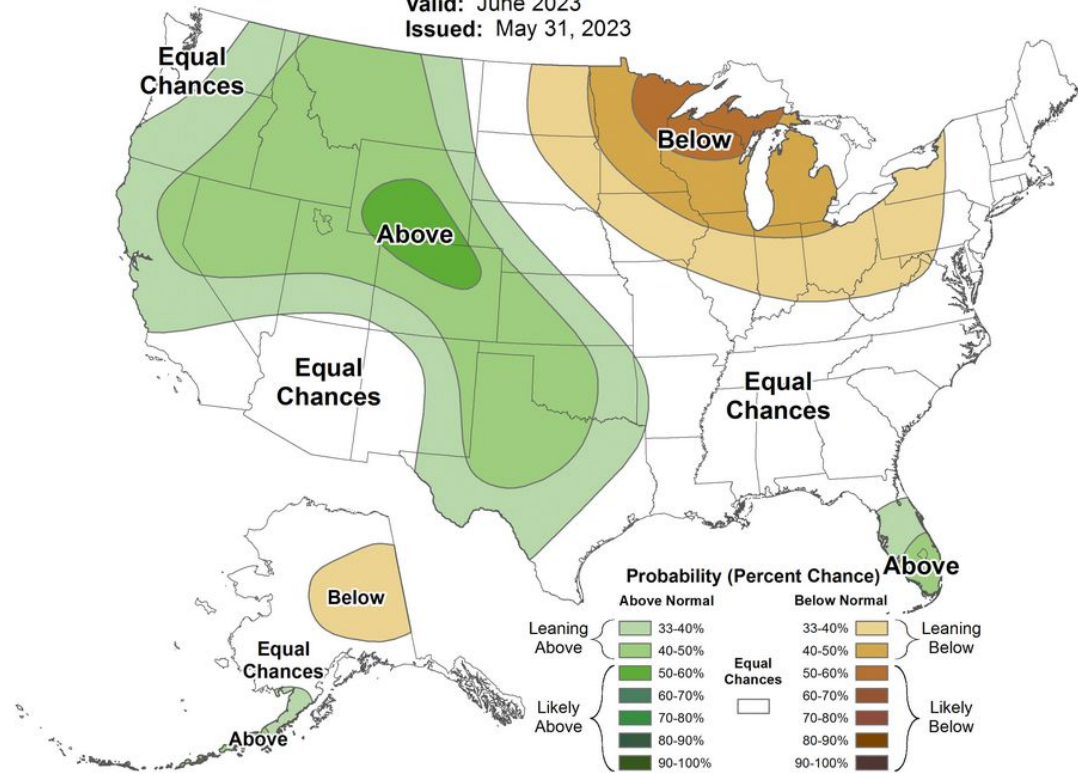 Valid: June 2023
Issued: May 31, 2023
Equal
Chances
Below
Above
Equal
Chances
Equal
Chances
Above
Below
Equal
Chances
Above
Probability (Percent Chance)
Above Normal
Below Normal
Leaning
Above
33-40%
33-40%
Leaning
Below
40-50%
40-50%
50-60%
Equal
Chances
50-60%
60-70%
60-70%
Likely
Above
70-80%
70-80%
Likely
Below
80-90%
80-90%
90-100%
90-100%